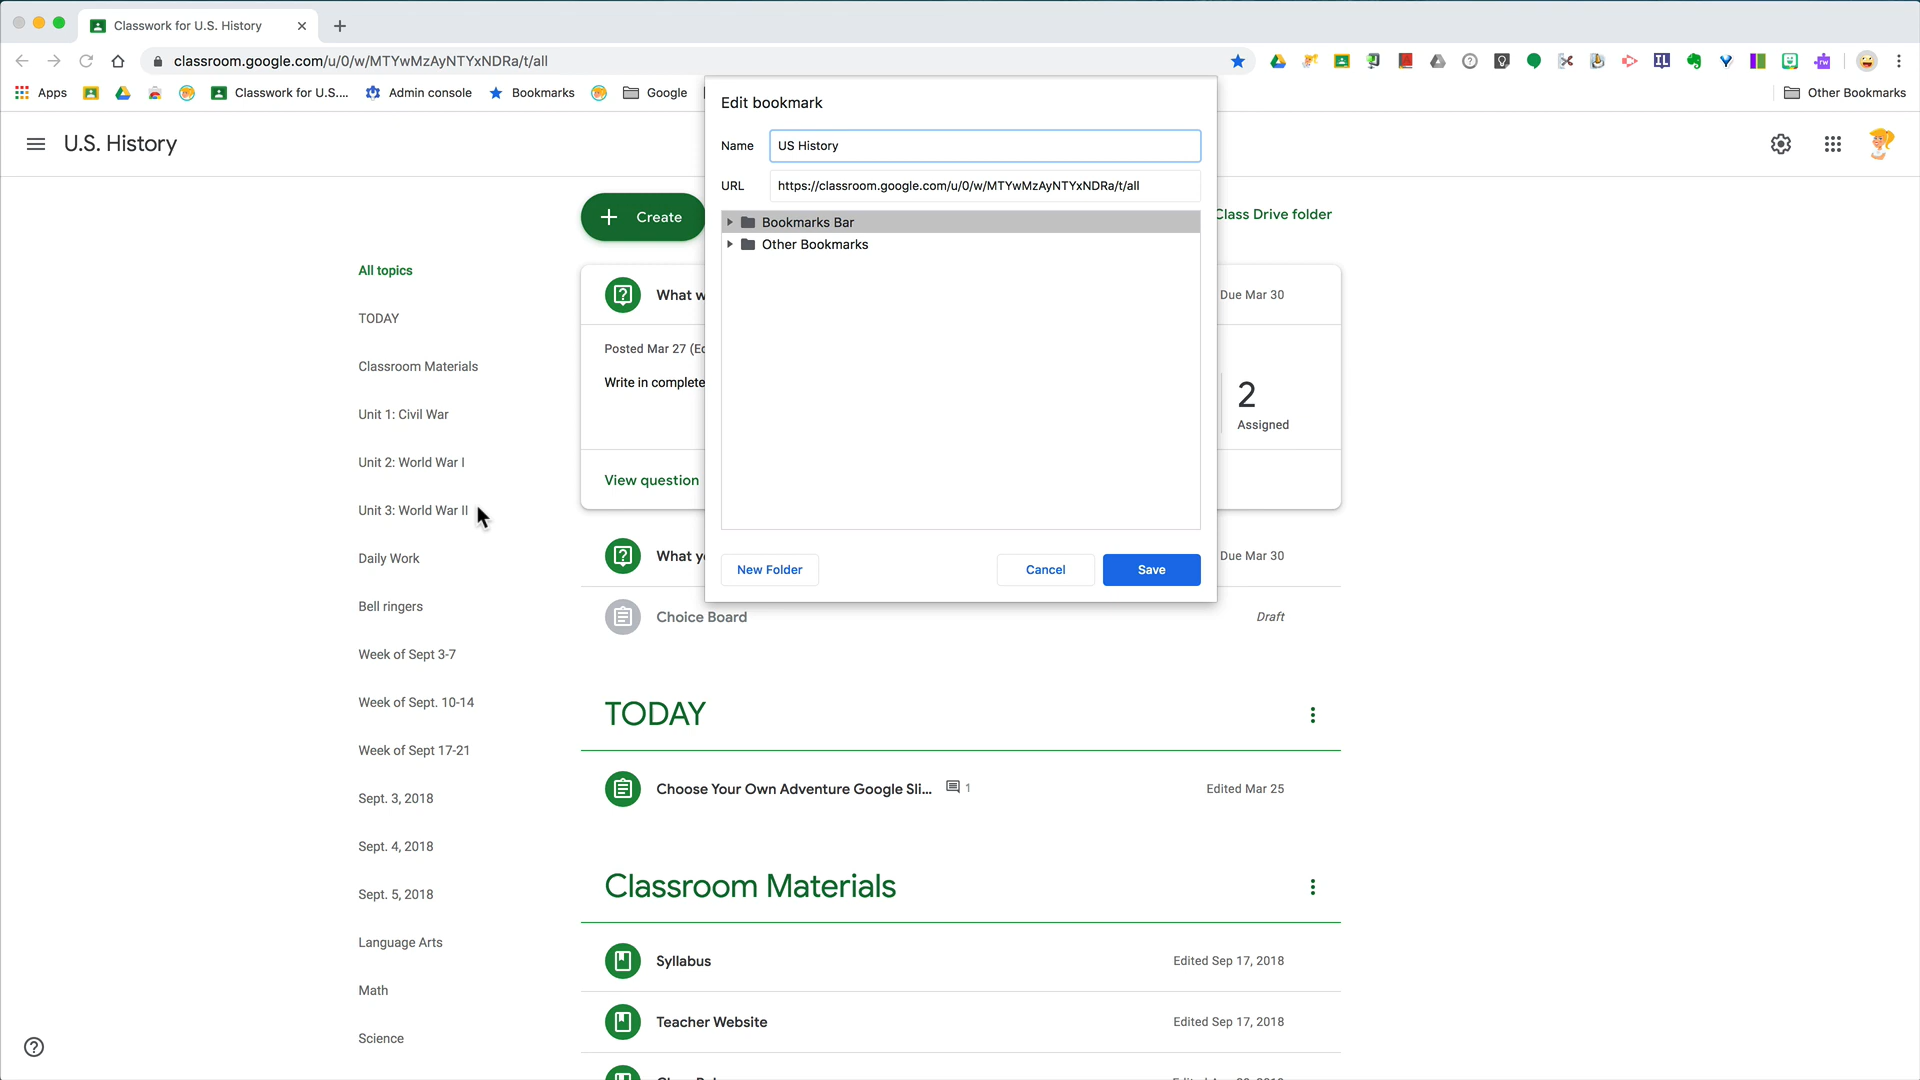 Classwork for U.S. History
classroom.google.com/u/0/w/MTYwMzAyNTYxNDRa/t/all
Apps
Classwork for U.S....
Admin console
Bookmarks
Google
Other Bookmarks
U.S. History
Edit bookmark
Name
US History
URL
https://classroom.google.com/u/0/w/MTYwMzAyNTYxNDRa/t/all
Bookmarks Bar
Other Bookmarks
New Folder
Cancel
Save
Create
Class Drive folder
All topics
TODAY
Classroom Materials
Unit 1: Civil War
Unit 2: World War I
Unit 3: World War II
Daily Work
Bell ringers
Week of Sept 3-7
Week of Sept. 10-14
Week of Sept 17-21
Sept. 3, 2018
Sept. 4, 2018
Sept. 5, 2018
Language Arts
Math
Science
What w
Due Mar 30
Posted Mar 27 (Ed
Write in complete
2
Assigned
View question
What yo
Due Mar 30
Choice Board
Draft
TODAY
Choose Your Own Adventure Google Sli... 1
Edited Mar 25
Classroom Materials
Syllabus
Edited Sep 17, 2018
Teacher Website
Edited Sep 17, 2018